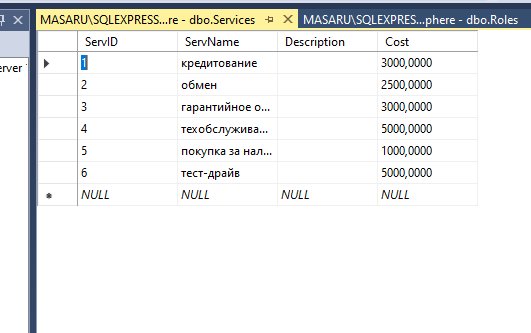 MASARU\SQLEXPRESS...re - dbo.Services MASARU\SQLEXPRES...phere - dbo.Roles
ServID ServName Description Cost
1 кредитование 3000,0000
erver 2 обмен 2500,0000
3 гарантийное о... 3000,0000
4 техобслужива... 5000,0000
5 покупка за нал... 1000,0000
6 тест-драйв 5000,0000
NULL NULL NULL NULL